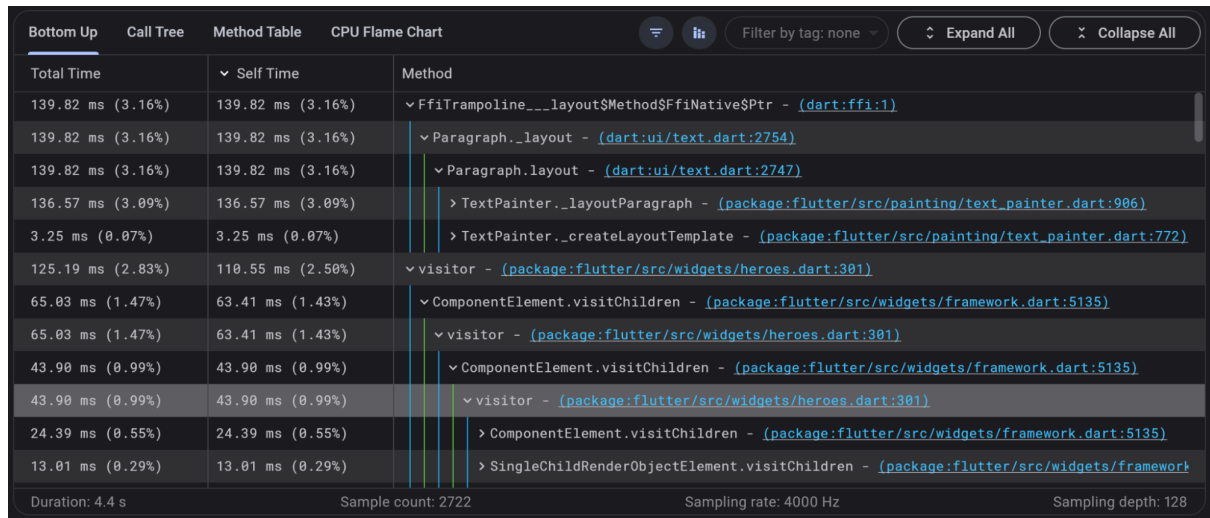 Bottom Up Call Tree Method Table CPU Flame Chart Filter by tag: none Expand All Collapse All
Total Time Self Time Method
139.82 ms (3.16%) 139.82 ms (3.16%) FfiTrampoline___layout$Method$FfiNative$Ptr - (dart:ffi:1)
139.82 ms (3.16%) 139.82 ms (3.16%) Paragraph._layout - (dart:ui/text.dart:2754)
139.82 ms (3.16%) 139.82 ms (3.16%) Paragraph.layout - (dart:ui/text.dart:2747)
136.57 ms (3.09%) 136.57 ms (3.09%) TextPainter._layoutParagraph - (package:flutter/src/painting/text_painter.dart:906)
3.25 ms (0.07%) 3.25 ms (0.07%) TextPainter._createLayoutTemplate - (package:flutter/src/painting/text_painter.dart:772)
125.19 ms (2.83%) 110.55 ms (2.50%) visitor - (package:flutter/src/widgets/heroes.dart:301)
65.03 ms (1.47%) 63.41 ms (1.43%) ComponentElement.visitChildren - (package:flutter/src/widgets/framework.dart:5135)
65.03 ms (1.47%) 63.41 ms (1.43%) visitor - (package:flutter/src/widgets/heroes.dart:301)
43.90 ms (0.99%) 43.90 ms (0.99%) ComponentElement.visitChildren - (package:flutter/src/widgets/framework.dart:5135)
43.90 ms (0.99%) 43.90 ms (0.99%) visitor - (package:flutter/src/widgets/heroes.dart:301)
24.39 ms (0.55%) 24.39 ms (0.55%) ComponentElement.visitChildren - (package:flutter/src/widgets/framework.dart:5135)
13.01 ms (0.29%) 13.01 ms (0.29%) SingleChildRenderObjectElement.visitChildren - (package:flutter/src/widgets/framework
Duration: 4.4 s Sample count: 2722 Sampling rate: 4000 Hz Sampling depth: 128